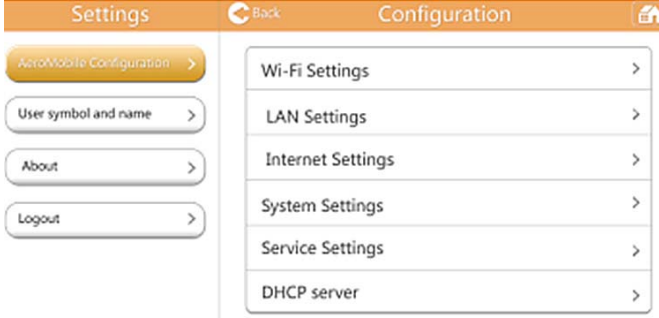 Settings
Back
Configuration
AeroMobile Configuration
User symbol and name
About
Logout
Wi-Fi Settings
LAN Settings
Internet Settings
System Settings
Service Settings
DHCP server